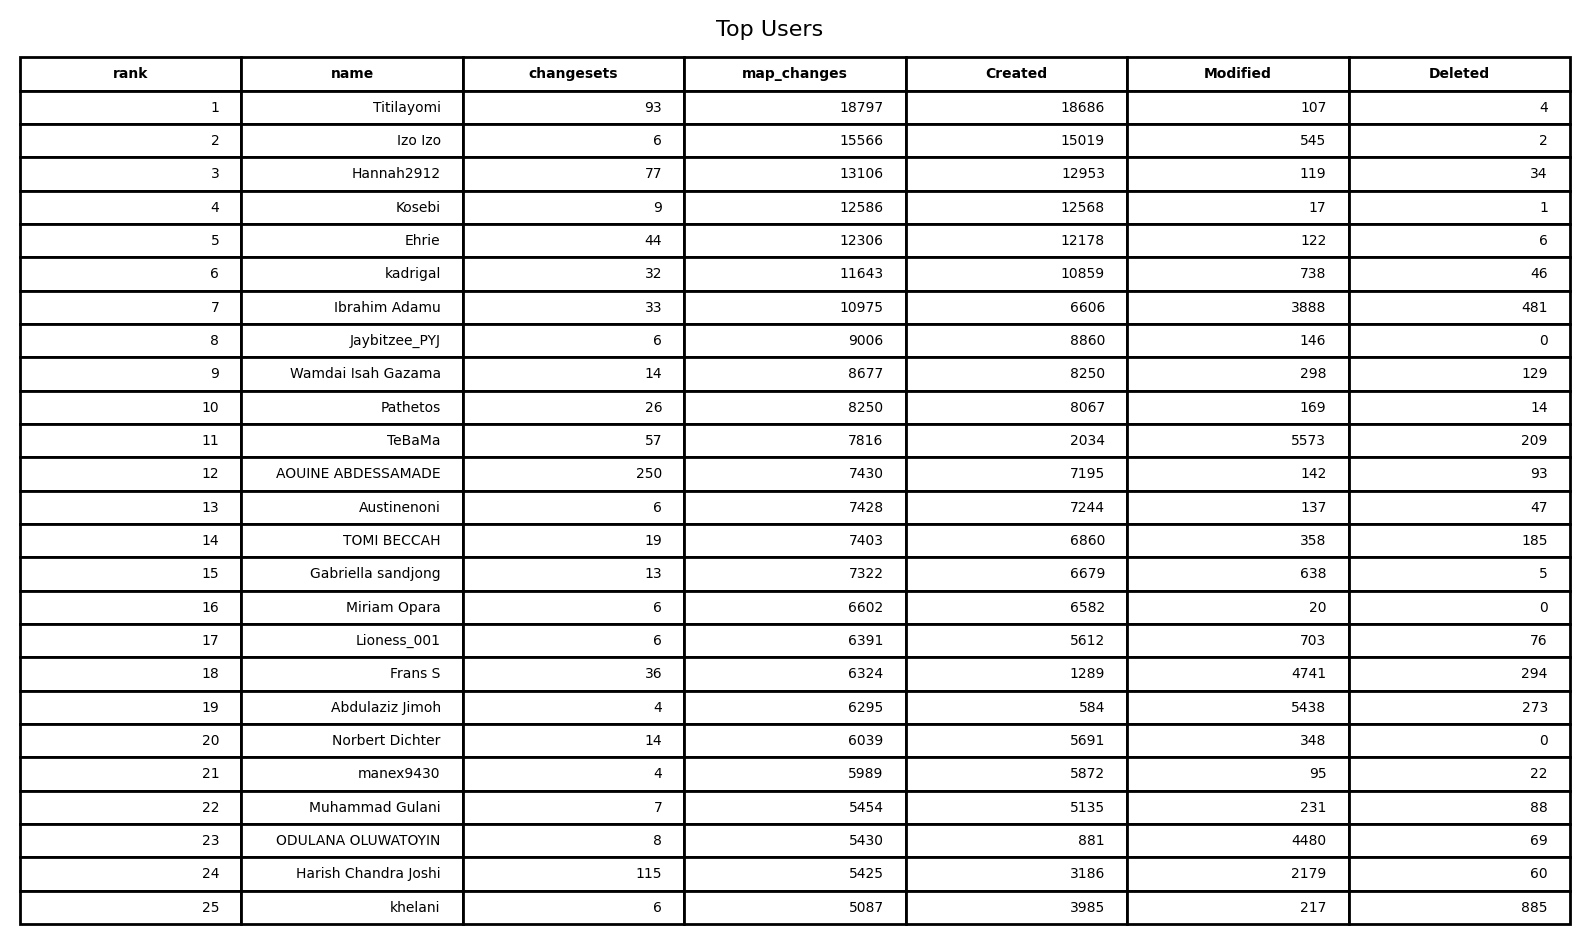 Top Users
rank name changesets map_changes Created Modified Deleted
1 Titilayomi 93 18797 18686 107 4
2 Izo Izo 6 15566 15019 545 2
3 Hannah2912 77 13106 12953 119 34
4 Kosebi 9 12586 12568 17 1
5 Ehrie 44 12306 12178 122 6
6 kadrigal 32 11643 10859 738 46
7 Ibrahim Adamu 33 10975 6606 3888 481
8 Jaybitzee_PYJ 6 9006 8860 146 0
9 Wamdai Isah Gazama 14 8677 8250 298 129
10 Pathetos 26 8250 8067 169 14
11 TeBaMa 57 7816 2034 5573 209
12 AOUINE ABDESSAMADE 250 7430 7195 142 93
13 Austinenoni 6 7428 7244 137 47
14 TOMI BECCAH 19 7403 6860 358 185
15 Gabriella sandjong 13 7322 6679 638 5
16 Miriam Opara 6 6602 6582 20 0
17 Lioness_001 6 6391 5612 703 76
18 Frans S 36 6324 1289 4741 294
19 Abdulaziz Jimoh 4 6295 584 5438 273
20 Norbert Dichter 14 6039 5691 348 0
21 manex9430 4 5989 5872 95 22
22 Muhammad Gulani 7 5454 5135 231 88
23 ODULANA OLUWATOYIN 8 5430 881 4480 69
24 Harish Chandra Joshi 115 5425 3186 2179 60
25 khelani 6 5087 3985 217 885